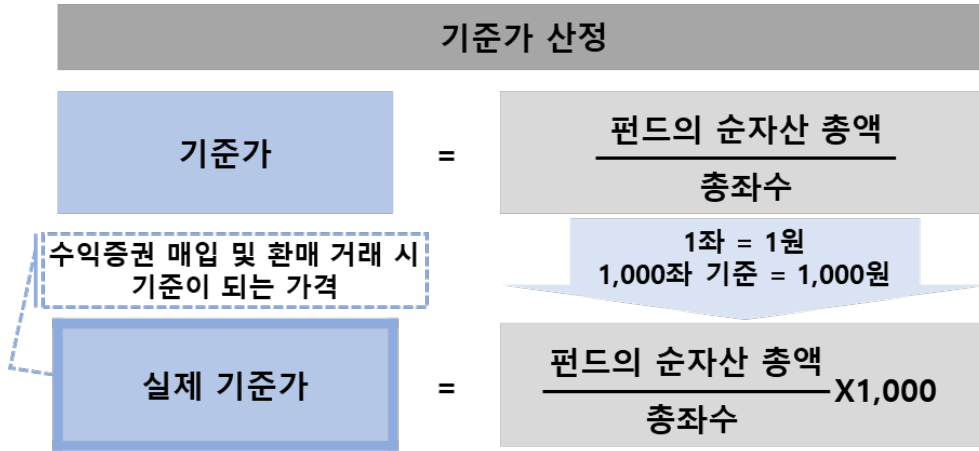 기준가 산정
기준가
=
펀드의 순자산 총액
총좌수
수익증권 매입 및 환매 거래 시
기준이 되는 가격
1좌 = 1원
1,000좌 기준 = 1,000원
실제 기준가
=
펀드의 순자산 총액
총좌수
X1,000